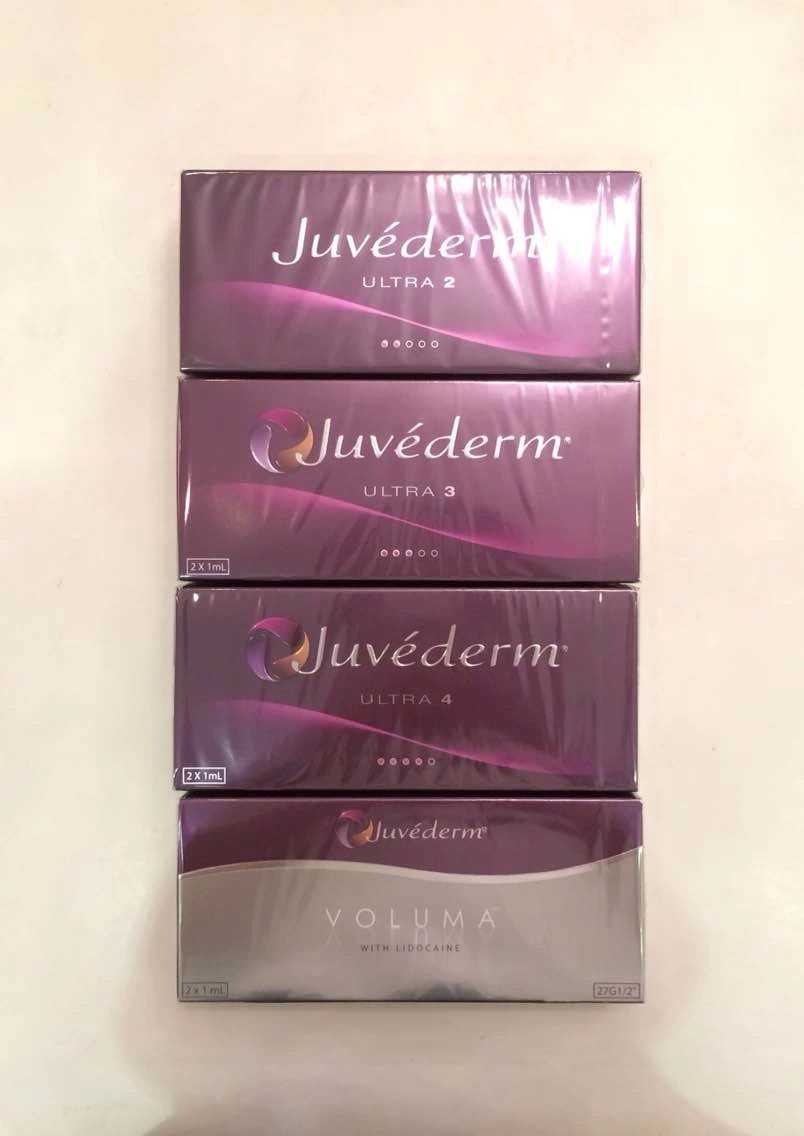 Juvéderm
ULTRA 2
Juvéderm®
ULTRA 3
2 X 1mL
Juvéderm®
ULTRA 4
2 X 1mL
Juvéderm®
VOLUMA™
WITH LIDOCAINE
2 x 1 mL
27G1/2"